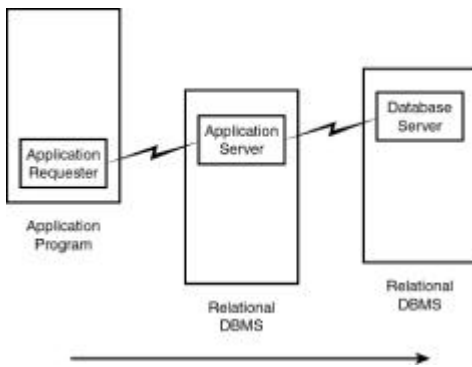 Application
Requester
Application
Program
Application
Server
Relational
DBMS
Database
Server
Relational
DBMS